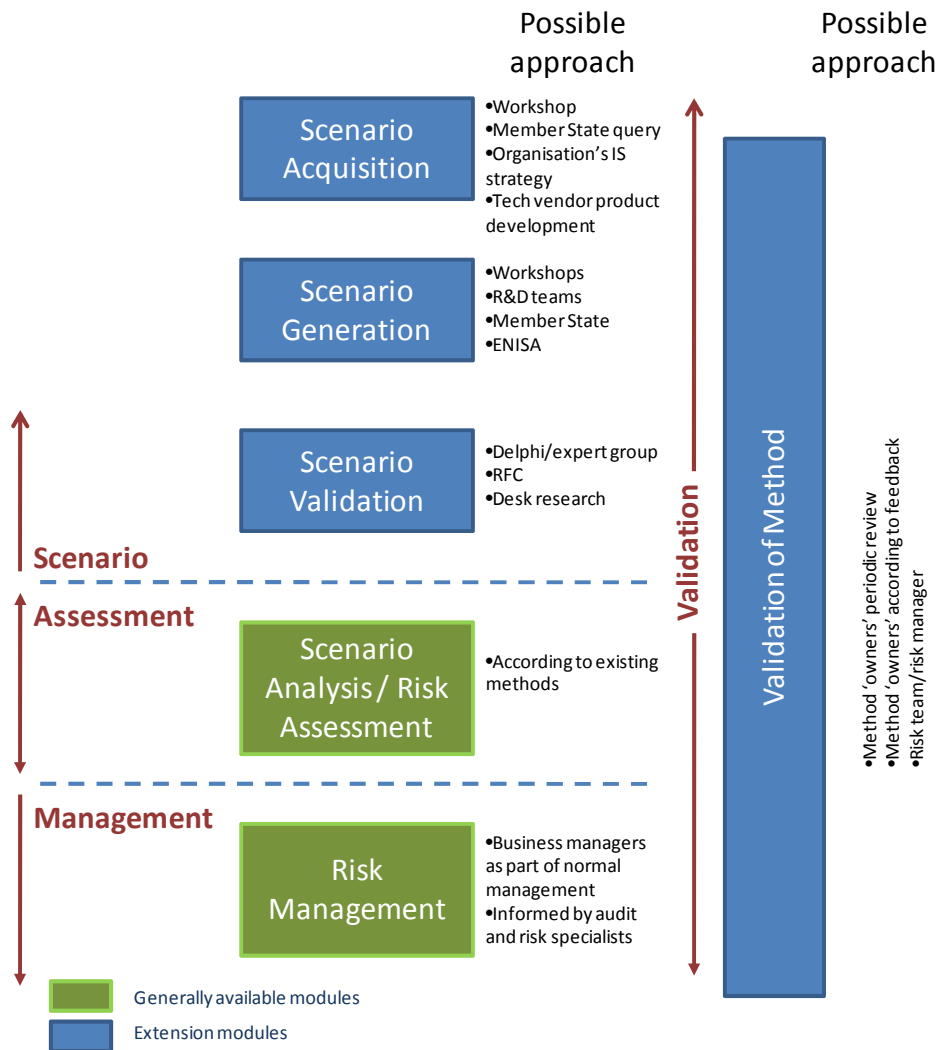 Possible
approach
Possible
approach
Scenario
Acquisition
•Workshop
•Member State query
•Organisation's IS
strategy
•Tech vendor product
development
Scenario
Generation
•Workshops
•R&D teams
•Member State
•ENISA
Scenario
Validation
•Delphi/expert group
•RFC
•Desk research
Scenario
Assessment
Scenario
Analysis / Risk
Assessment
•According to existing
methods
Management
Risk
Management
•Business managers
as part of normal
management
•Informed by audit
and risk specialists
Validation
Validation of Method
•Method ‘owners’ periodic review
•Method ‘owners’ according to feedback
•Risk team/risk manager
Generally available modules
Extension modules